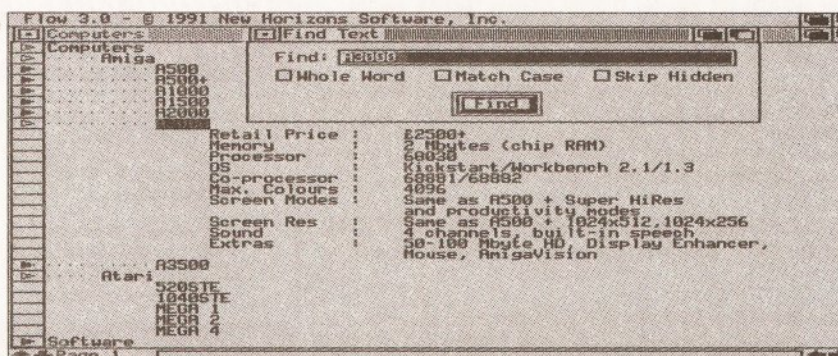 Flow 3.0 - © 1991 New Horizons Software, Inc.
Computers
Find Text
Computers
Find: A3000
Amiga
Whole Word Match Case Skip Hidden
A500
A500+
A1000
Find
A1500
A2000
A3000
Retail Price : £2500+
Memory : 2 Mbytes (chip RAM)
Processor : 68030
OS : Kickstart/Workbench 2.1/1.3
Co-processor : 68881/68882
Max. Colours : 4096
Screen Modes : Same as A500 + Super HiRes
and productivity modes
Screen Res : Same as A500 + 1024x512,1024x256
Sound : 4 channels, built-in speech
Extras : 50-100 Mbyte HD, Display Enhancer,
Mouse, AmigaVision
A3500
Atari
520STE
1040STE
MEGA 1
MEGA 2
MEGA 4
Software
Page 1